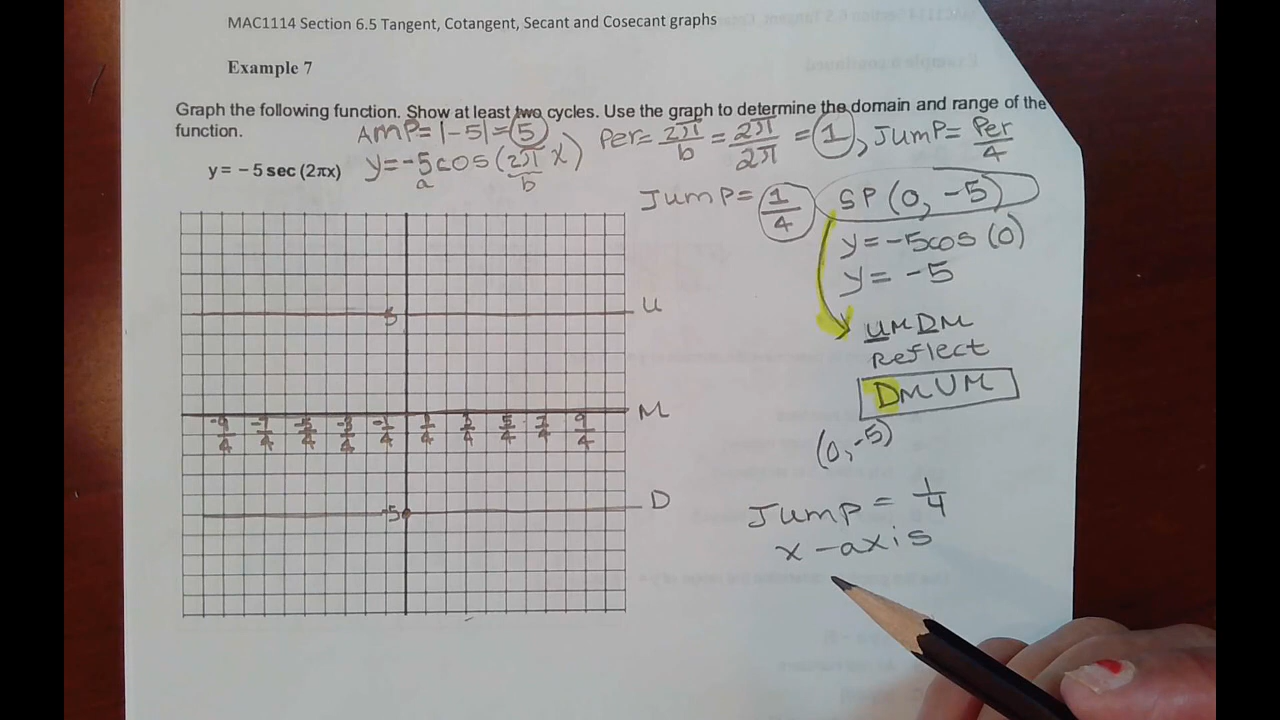 MAC1114 Section 6.5 Tangent, Cotangent, Secant and Cosecant graphs
Example 7
Graph the following function. Show at least two cycles. Use the graph to determine the domain and range of the
function.
AMP= |-5| = 5 Per= 2π/b = 2π/2π = 1, Jump= Per/4
y = – 5 sec (2πx) y=-5cos(2π x)
a b
Jump= 1/4 SP (0, -5)
y=-5cos(0)
y= -5
5 U
UMDM
Reflect
DMUM
M
-9/4 -7/4 -5/4 -3/4 -1/4 1/4 3/4 5/4 7/4 9/4
(0,-5)
-5 D
Jump = 1/4
x-axis